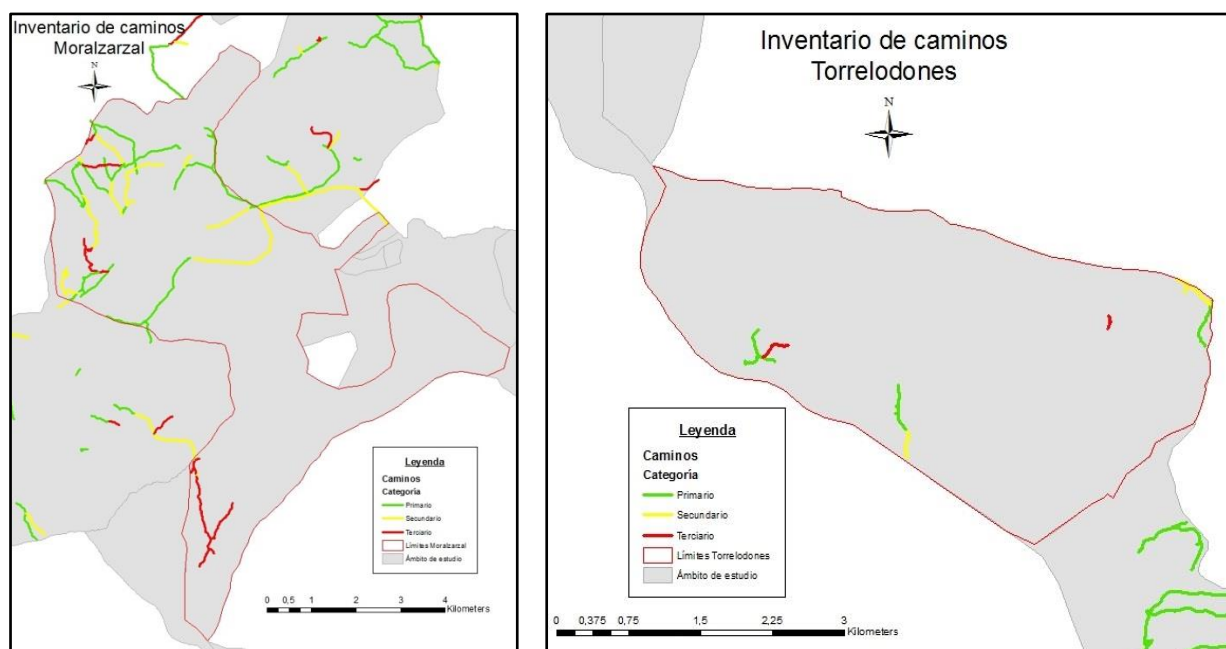 Inventario de caminos
Moralzarzal
N
Leyenda
Caminos
Categoría
Primario
Secundario
Terciario
Límites Moralzarzal
Ámbito de estudio
0 0,5 1 2 3 4
Kilometers
Inventario de caminos
Torrelodones
N
Leyenda
Caminos
Categoría
Primario
Secundario
Terciario
Límites Torrelodones
Ámbito de estudio
0 0,375 0,75 1,5 2,25 3
Kilometers